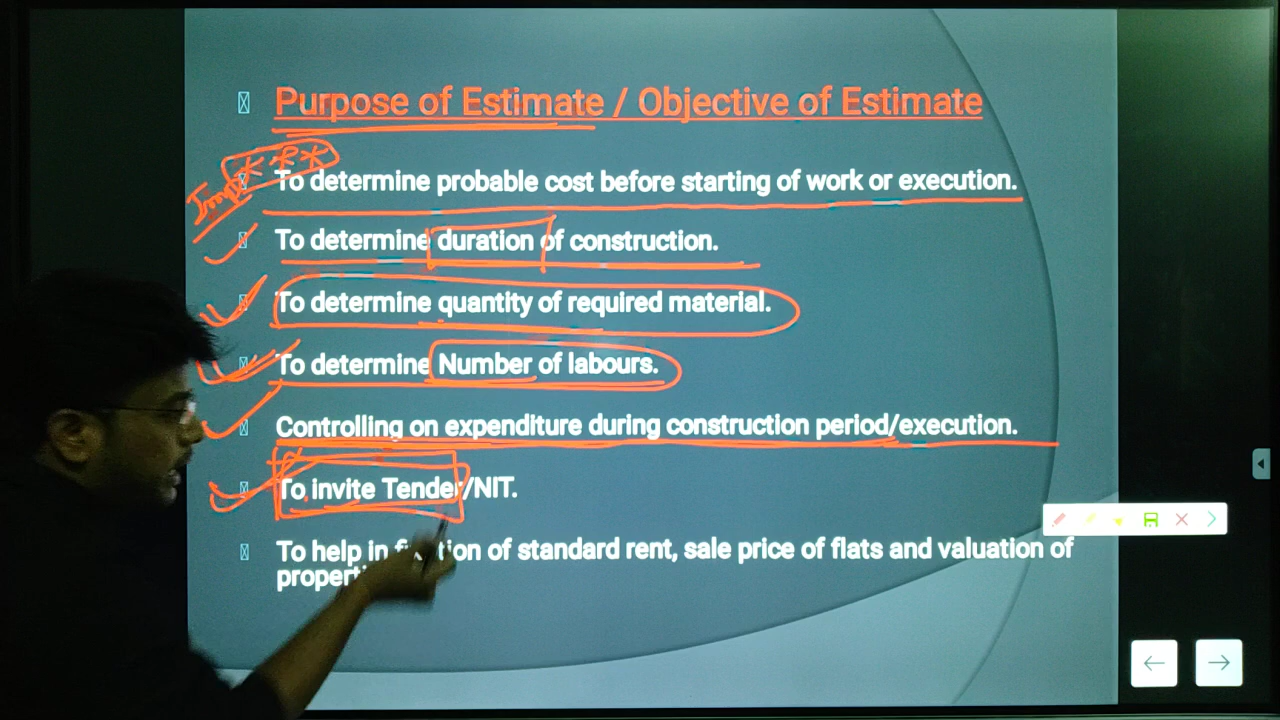 Purpose of Estimate / Objective of Estimate
Imp ***
To determine probable cost before starting of work or execution.
To determine duration of construction.
To determine quantity of required material.
To determine Number of labours.
Controlling on expenditure during construction period/execution.
To invite Tender/NIT.
To help in of standard rent, sale price of flats and valuation of